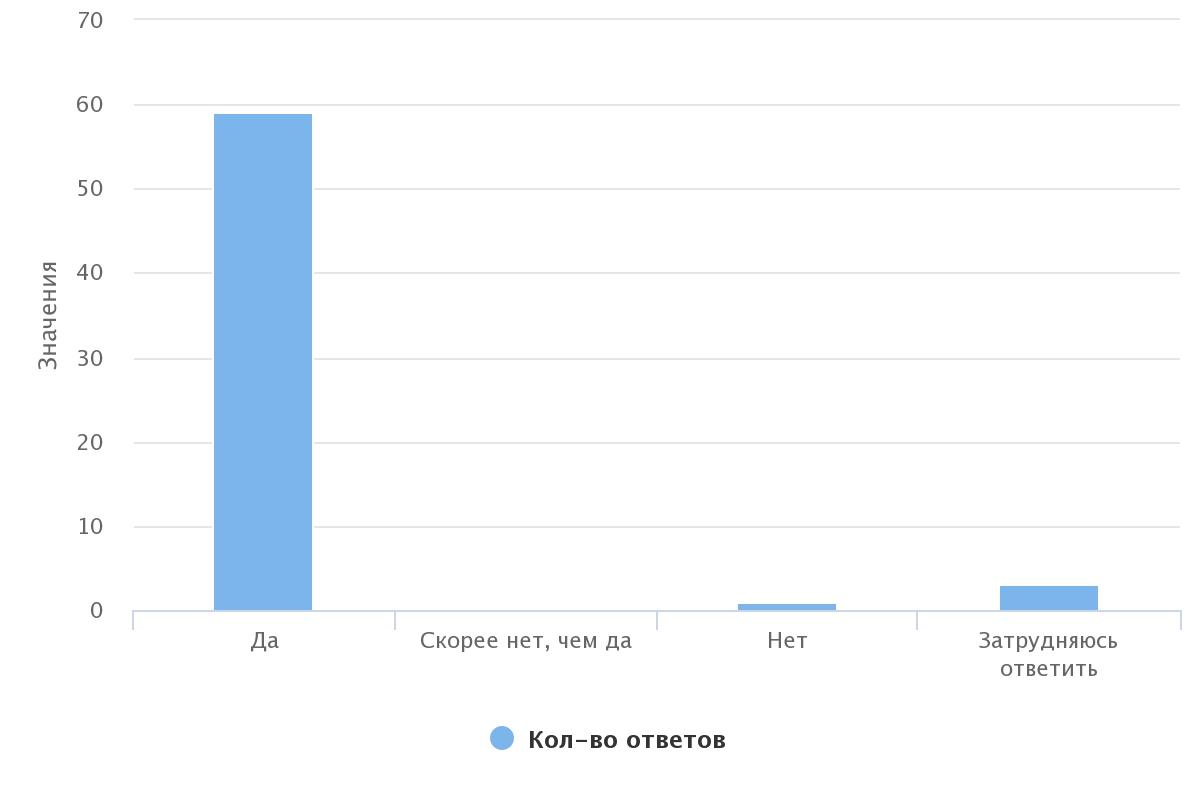 70
60
50
40
30
20
10
0
Значения
Да
Скорее нет, чем да
Нет
Затрудняюсь
ответить
Кол-во ответов